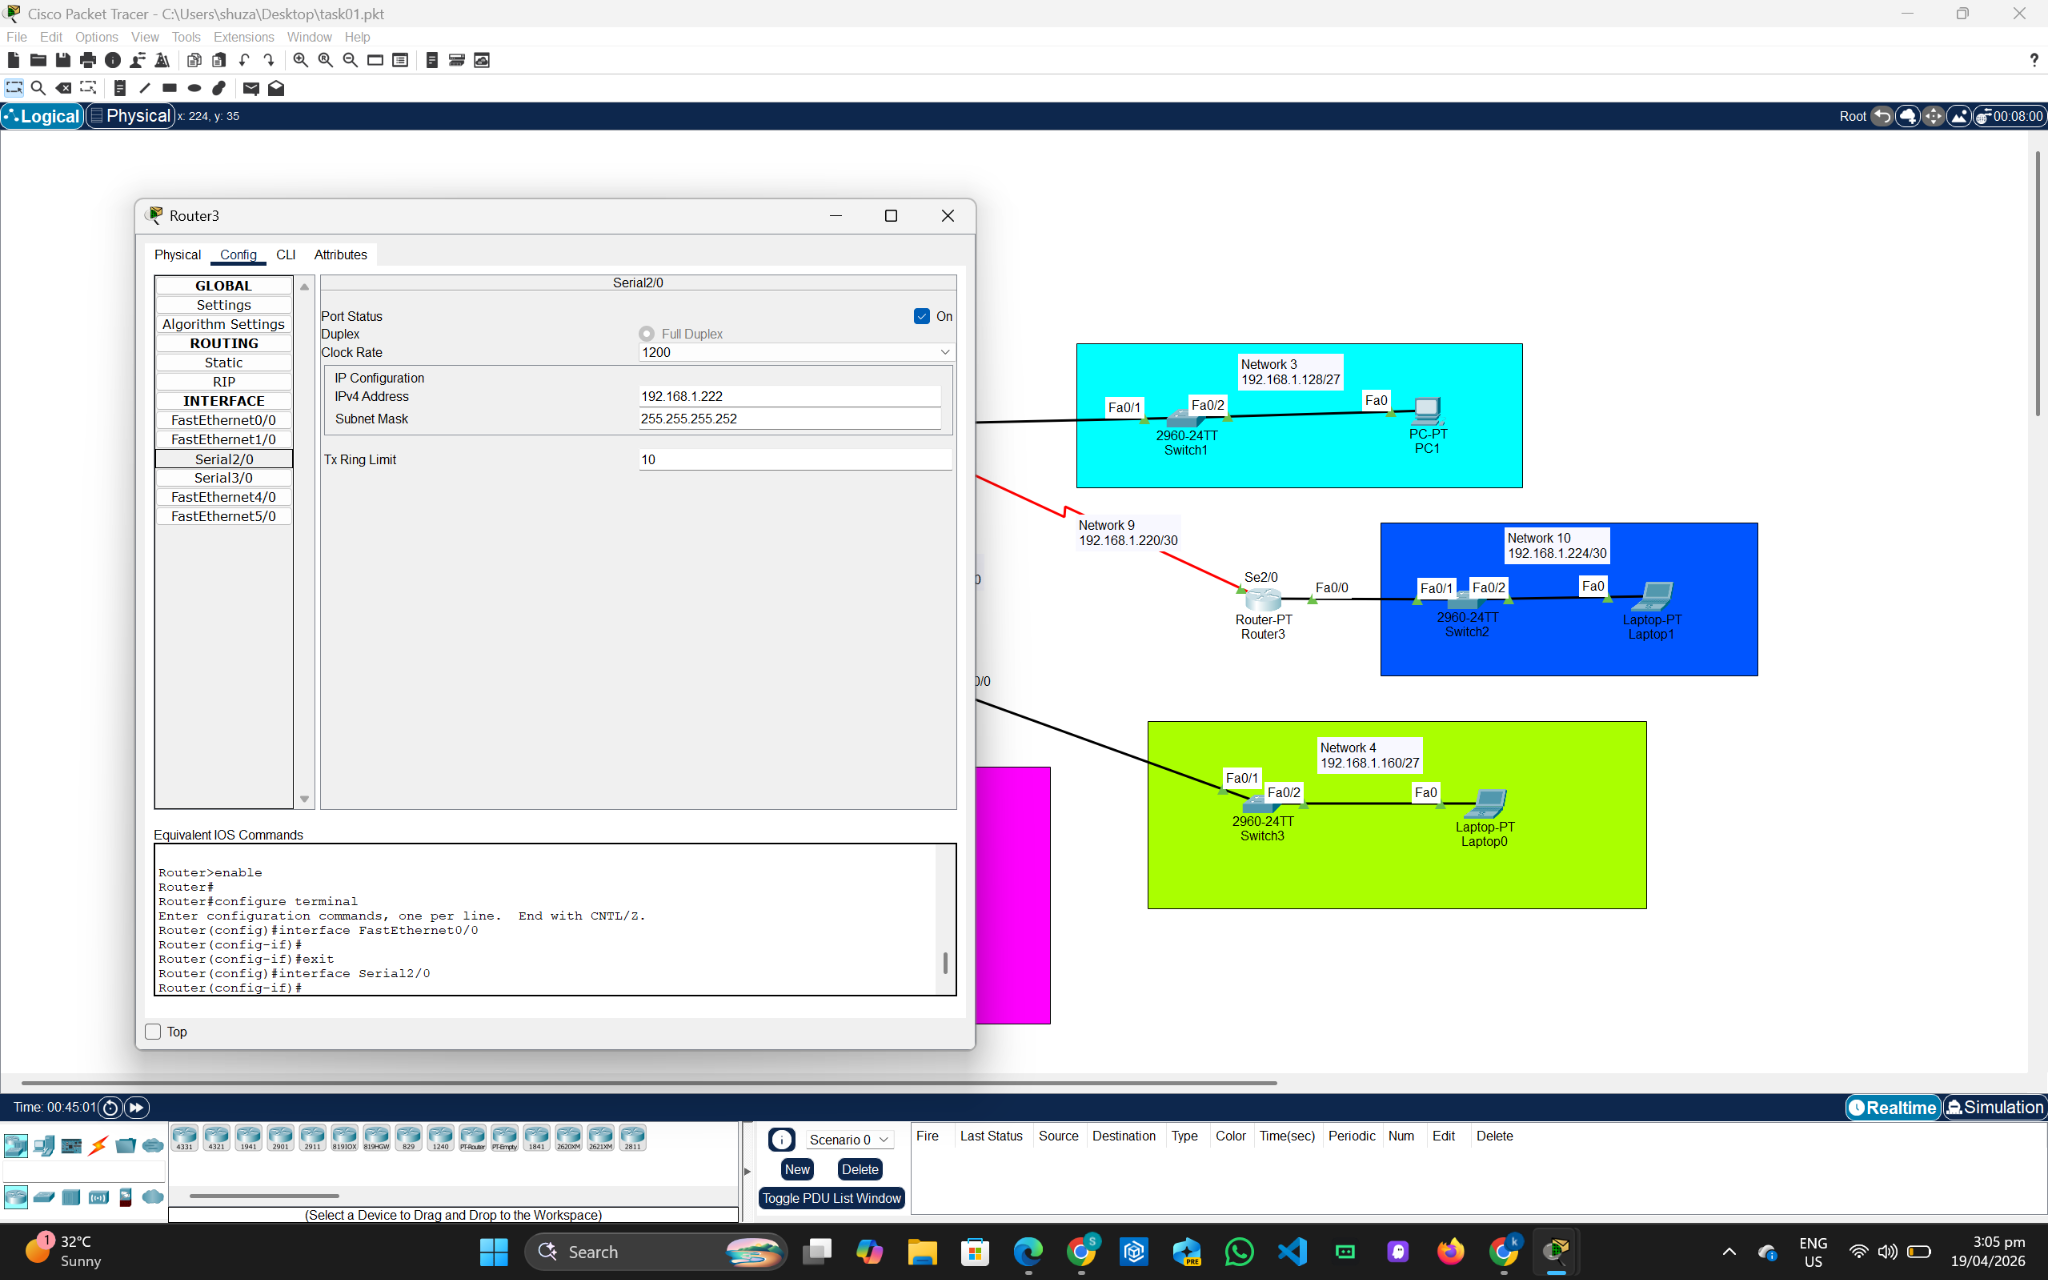 Cisco Packet Tracer - C:\Users\shuza\Desktop\task01.pkt
File Edit Options View Tools Extensions Window Help
?
Logical Physical x: 224, y: 35 Root 00:08:00
Router3
Physical Config CLI Attributes
GLOBAL
Settings
Algorithm Settings
ROUTING
Static
RIP
INTERFACE
FastEthernet0/0
FastEthernet1/0
Serial2/0
Serial3/0
FastEthernet4/0
FastEthernet5/0
Serial2/0
Port Status On
Duplex Full Duplex
Clock Rate 1200
IP Configuration
IPv4 Address 192.168.1.222
Subnet Mask 255.255.255.252
Tx Ring Limit 10
Equivalent IOS Commands
Router>enable
Router#
Router#configure terminal
Enter configuration commands, one per line. End with CNTL/Z.
Router(config)#interface FastEthernet0/0
Router(config-if)#
Router(config-if)#exit
Router(config)#interface Serial2/0
Router(config-if)#
Top
Network 3
192.168.1.128/27
Fa0/1 Fa0/2 Fa0
2960-24TT
Switch1
PC-PT
PC1
Network 9
192.168.1.220/30
Network 10
192.168.1.224/30
Se2/0 Fa0/0
Router-PT
Router3
Fa0/1 Fa0/2 Fa0
2960-24TT
Switch2
Laptop-PT
Laptop1
0/0
Network 4
192.168.1.160/27
Fa0/1 Fa0/2 Fa0
2960-24TT
Switch3
Laptop-PT
Laptop0
Time: 00:45:01 Realtime Simulation
4331 4321 1941 2901 2911 819IOX 819HGW 829 1240 PT-Router PT-Empty 1841 2620XM 2621XM 2811
(Select a Device to Drag and Drop to the Workspace)
Scenario 0
New Delete
Toggle PDU List Window
Fire Last Status Source Destination Type Color Time(sec) Periodic Num Edit Delete
1
32°C
Sunny
Search
PRE
S
k
ENG
US
3:05 pm
19/04/2026